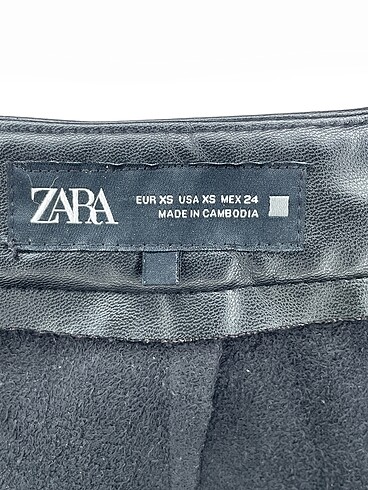 ZARA
EUR XS USA XS MEX 24
MADE IN CAMBODIA